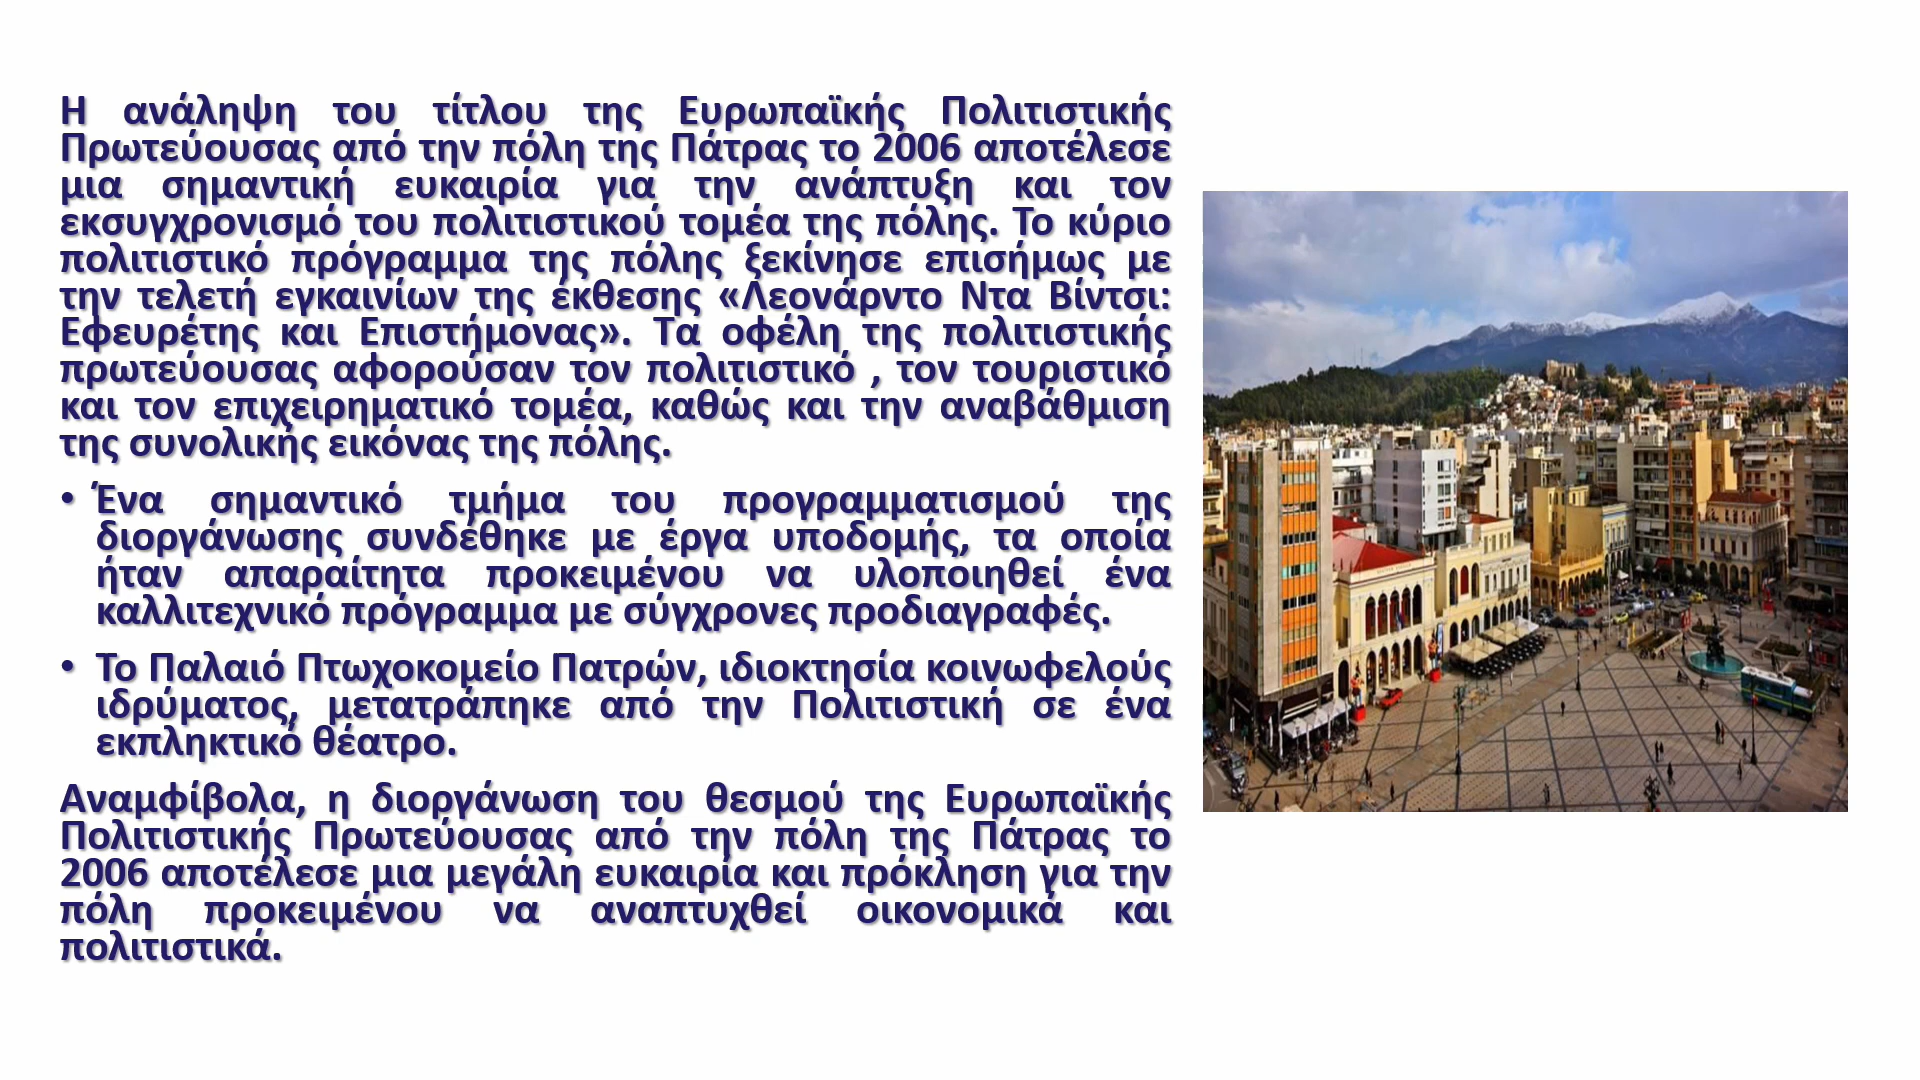 Η ανάληψη του τίτλου της Ευρωπαϊκής Πολιτιστικής
Πρωτεύουσας από την πόλη της Πάτρας το 2006 αποτέλεσε
μια σημαντική ευκαιρία για την ανάπτυξη και τον
εκσυγχρονισμό του πολιτιστικού τομέα της πόλης. Το κύριο
πολιτιστικό πρόγραμμα της πόλης ξεκίνησε επισήμως με
την τελετή εγκαινίων της έκθεσης «Λεονάρντο Ντα Βίντσι:
Εφευρέτης και Επιστήμονας». Τα οφέλη της πολιτιστικής
πρωτεύουσας αφορούσαν τον πολιτιστικό , τον τουριστικό
και τον επιχειρηματικό τομέα, καθώς και την αναβάθμιση
της συνολικής εικόνας της πόλης.
• Ένα σημαντικό τμήμα του προγραμματισμού της
διοργάνωσης συνδέθηκε με έργα υποδομής, τα οποία
ήταν απαραίτητα προκειμένου να υλοποιηθεί ένα
καλλιτεχνικό πρόγραμμα με σύγχρονες προδιαγραφές.
• Το Παλαιό Πτωχοκομείο Πατρών, ιδιοκτησία κοινωφελούς
ιδρύματος, μετατράπηκε από την Πολιτιστική σε ένα
εκπληκτικό θέατρο.
Αναμφίβολα, η διοργάνωση του θεσμού της Ευρωπαϊκής
Πολιτιστικής Πρωτεύουσας από την πόλη της Πάτρας το
2006 αποτέλεσε μια μεγάλη ευκαιρία και πρόκληση για την
πόλη προκειμένου να αναπτυχθεί οικονομικά και
πολιτιστικά.